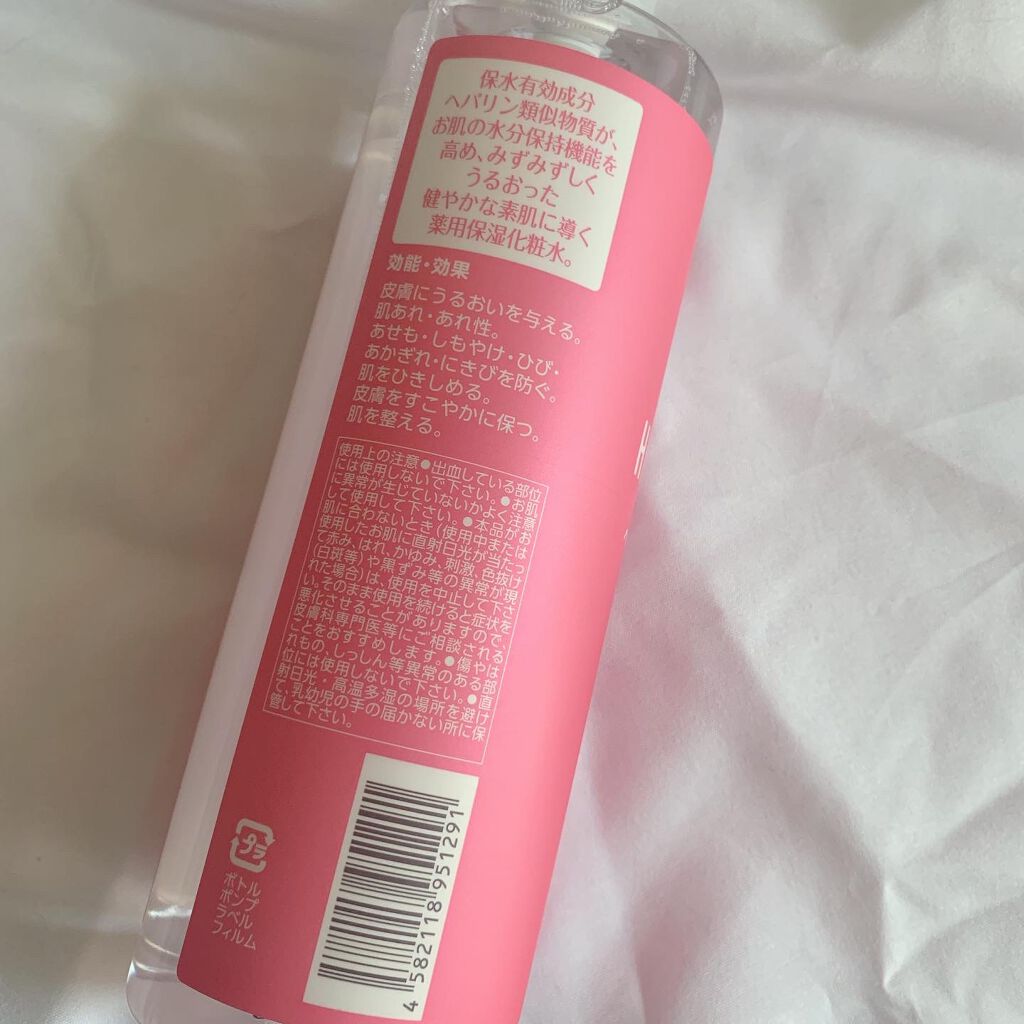 保水有効成分
ヘパリン類似物質が、
お肌の水分保持機能を
高め、みずみずしく
うるおった
健やかな素肌に導く
薬用保湿化粧水。
効能・効果
皮膚にうるおいを与える。
肌あれ・あれ性。
あせも・しもやけ・ひび・
あかぎれ・にきびを防ぐ。
肌をひきしめる。
皮膚をすこやかに保つ。
肌を整える。
使用上の注意●出血している部位
には使用しないで下さい。●お肌
に異常が生じていないかよく注意
して使用して下さい。●本品がお
肌に合わないとき(使用中または
使用したお肌に直射日光が当たっ
て赤み、はれ、かゆみ、刺激、色抜け
(白斑等)や黒ずみ等の異常が現
れた場合)は、使用を中止して下さ
い。そのまま使用を続けると症状を
悪化させることがありますので、
皮膚科専門医等にご相談される
ことをおすすめします。●傷やは
れもの、しっしん等異常のある部
位には使用しないで下さい。●直
射日光・高温多湿の場所を避け
て、乳幼児の手の届かない所に保
管して下さい。
プラ
ボトル
ポンプ
ラベル
フィルム
4 582118 951291